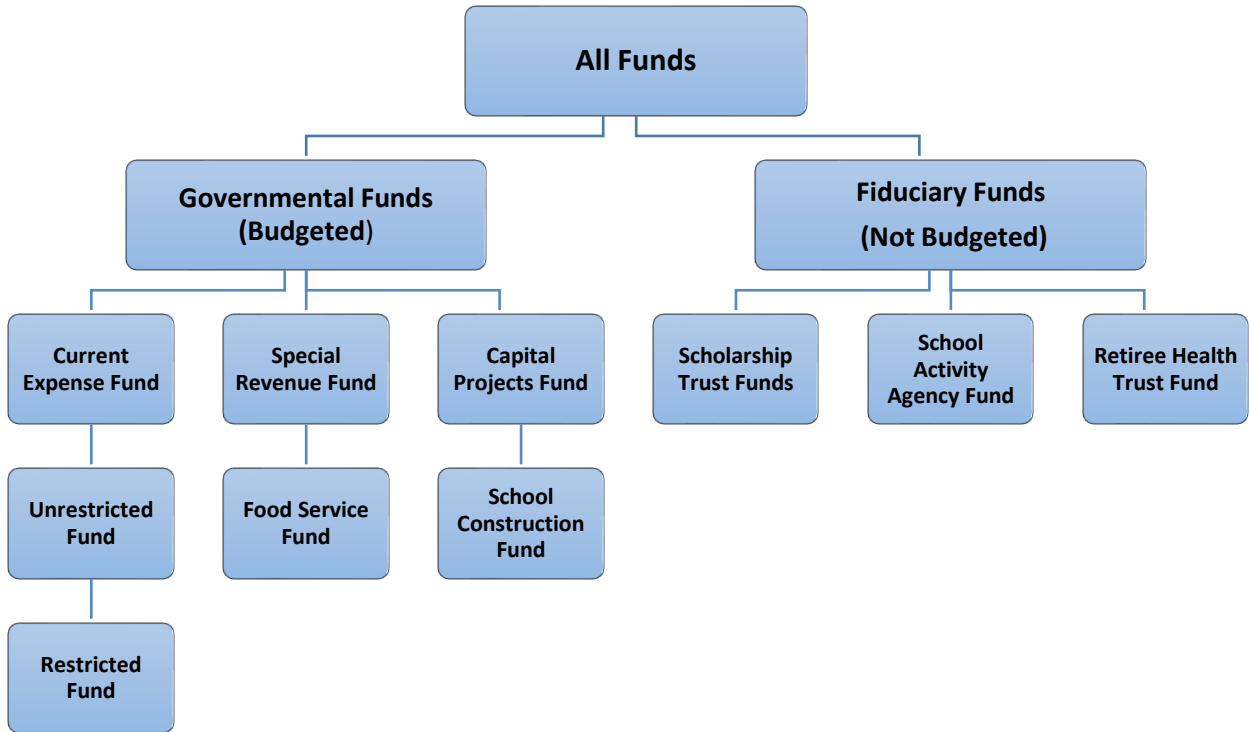 All Funds
Governmental Funds
(Budgeted)
Fiduciary Funds
(Not Budgeted)
Current
Expense Fund
Special
Revenue Fund
Capital
Projects Fund
Scholarship
Trust Funds
School
Activity
Agency Fund
Retiree Health
Trust Fund
Unrestricted
Fund
Food Service
Fund
School
Construction
Fund
Restricted
Fund